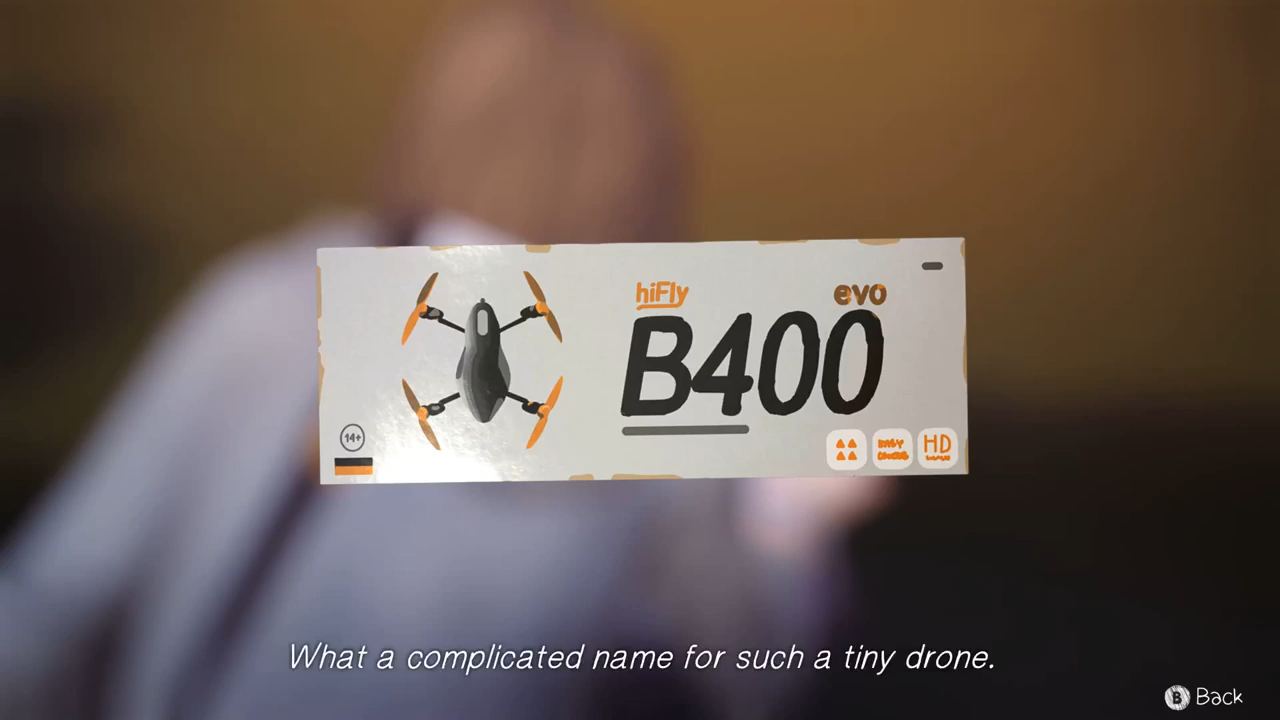 hiFly
evo
B400
14+
HD
What a complicated name for such a tiny drone.
B Back